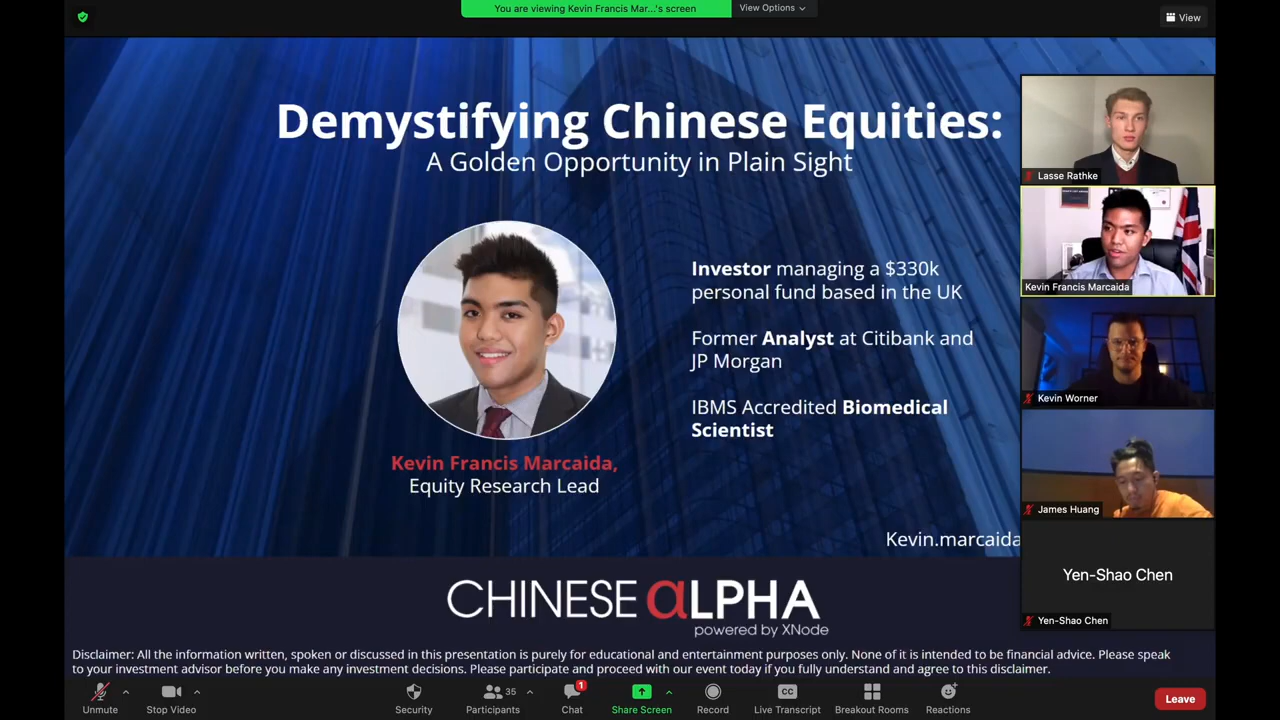 You are viewing Kevin Francis Mar...'s screen
View Options
View
Demystifying Chinese Equities:
A Golden Opportunity in Plain Sight
Investor managing a $330k
personal fund based in the UK
Former Analyst at Citibank and
JP Morgan
IBMS Accredited Biomedical
Scientist
Kevin Francis Marcaida,
Equity Research Lead
Kevin.marcaida
Lasse Rathke
Kevin Francis Marcaida
Kevin Worner
James Huang
Yen-Shao Chen
Yen-Shao Chen
CHINESE αLPHA
powered by XNode
Disclaimer: All the information written, spoken or discussed in this presentation is purely for educational and entertainment purposes only. None of it is intended to be financial advice. Please speak
to your investment advisor before you make any investment decisions. Please participate and proceed with our event today if you fully understand and agree to this disclaimer.
Unmute
Stop Video
Security
Participants
35
Chat
1
Share Screen
Record
CC
Live Transcript
Breakout Rooms
Reactions
Leave